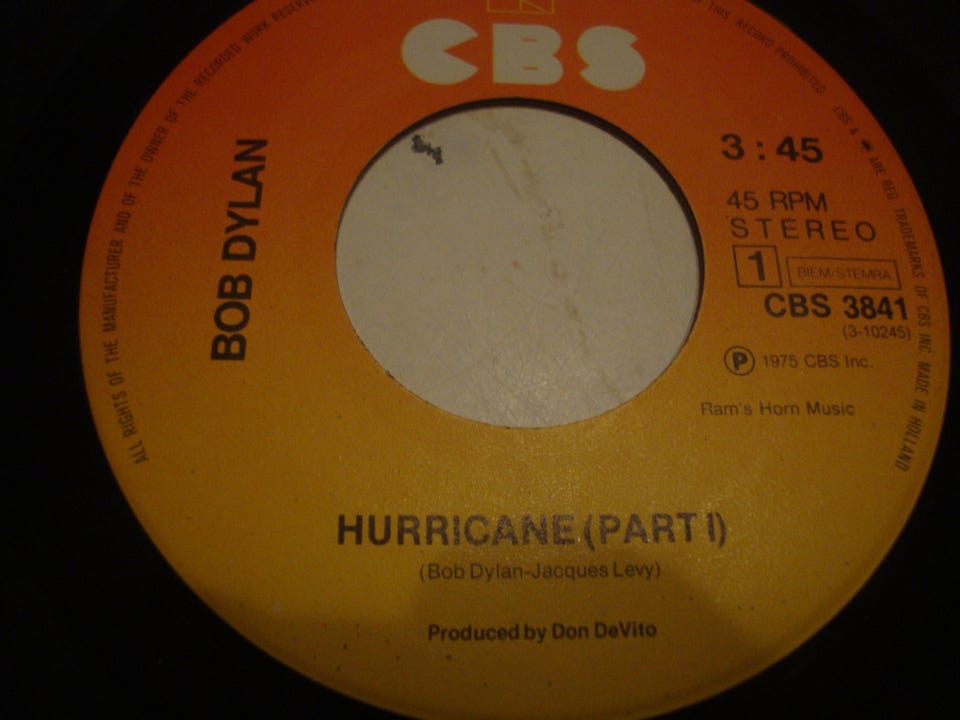 ALL RIGHTS OF THE MANUFACTURER AND OF THE OWNER OF THE RECORDED WORK RESERVED
OF THIS RECORD PROHIBITED. CBS & ARE REG. TRADEMARKS OF CBS INC. MADE IN HOLLAND
CBS
BOB DYLAN
3:45
45 RPM
STEREO
1 BIEM/STEMRA
CBS 3841
(3-10245)
P 1975 CBS Inc.
Ram's Horn Music
HURRICANE (PART I)
(Bob Dylan-Jacques Levy)
Produced by Don DeVito